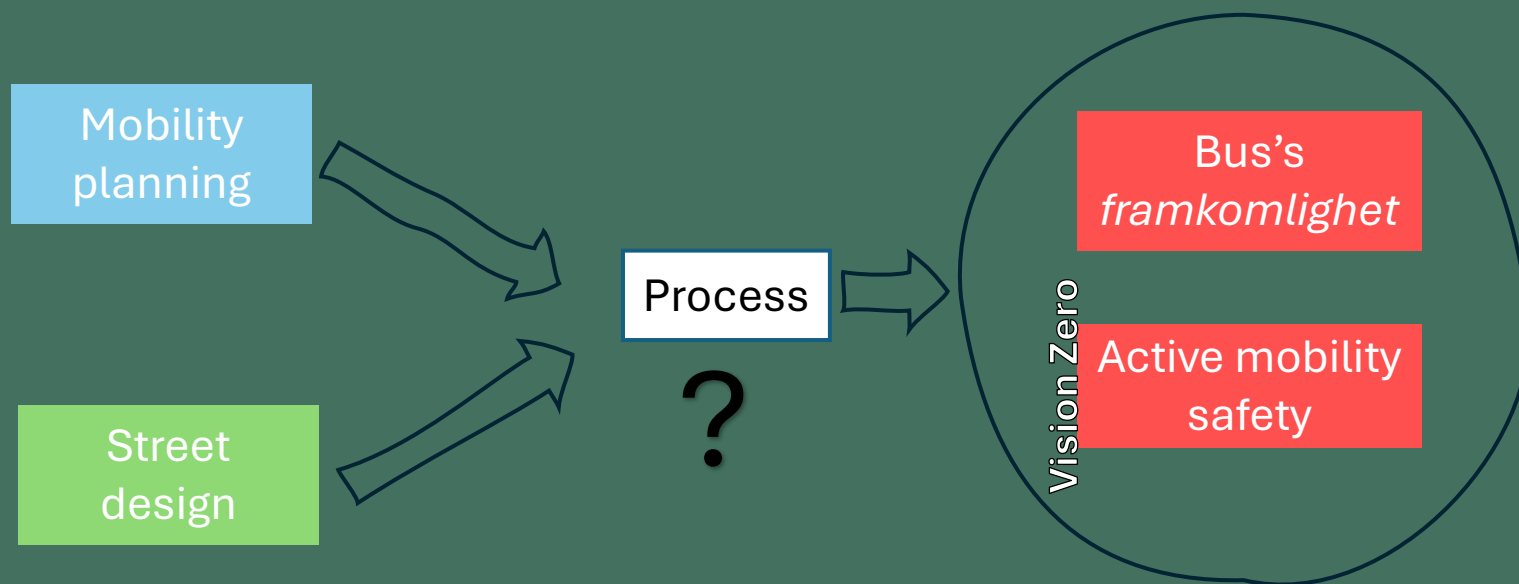 Mobility
planning
Street
design
Process
?
Vision Zero
Bus’s
framkomlighet
Active mobility
safety